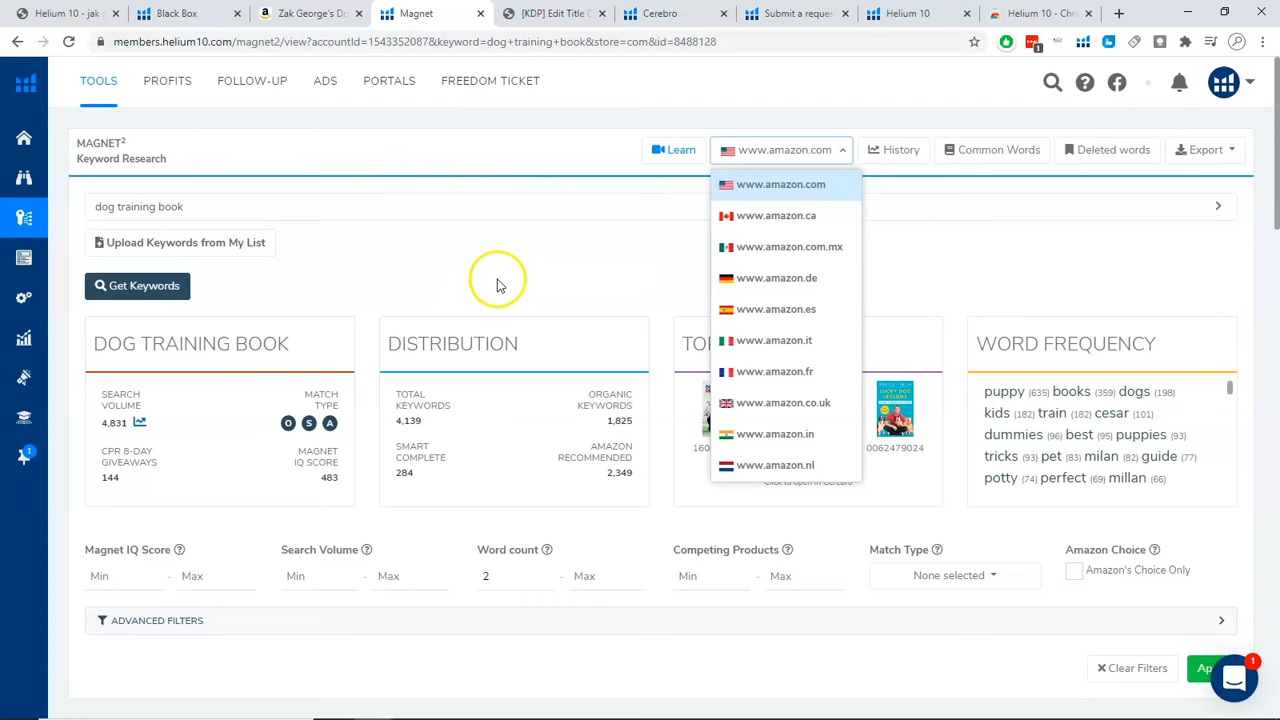 Helium 10
Helium 10
Zak George's D
Magnet
[KDP] Edit Title D
Cerebro
Submit a reques
Helium 10
Helium 10 - Chr
members.helium10.com/magnet2/view?accountId=1543352087&keyword=dog+training+book&store=com&id=8488128
1
TOOLS
PROFITS
FOLLOW-UP
ADS
PORTALS
FREEDOM TICKET
MAGNET²
Keyword Research
Learn
www.amazon.com
History
Common Words
Deleted words
Export
www.amazon.com
www.amazon.ca
www.amazon.com.mx
www.amazon.de
www.amazon.es
www.amazon.it
www.amazon.fr
www.amazon.co.uk
www.amazon.in
www.amazon.nl
dog training book
Upload Keywords from My List
Get Keywords
DOG TRAINING BOOK
SEARCH
VOLUME
4,831
MATCH
TYPE
O S A
CPR 8-DAY
GIVEAWAYS
144
MAGNET
IQ SCORE
483
DISTRIBUTION
TOTAL
KEYWORDS
4,139
ORGANIC
KEYWORDS
1,825
SMART
COMPLETE
284
AMAZON
RECOMMENDED
2,349
TO
LUCKY DOG
LESSONS
160
0062479024
WORD FREQUENCY
puppy (635) books (359) dogs (198)
kids (182) train (182) cesar (101)
dummies (96) best (95) puppies (93)
tricks (93) pet (83) milan (82) guide (77)
potty (74) perfect (69) millan (66)
1
Magnet IQ Score
Min - Max
Search Volume
Min - Max
Word count
2 - Max
Competing Products
Min - Max
Match Type
None selected
Amazon Choice
Amazon's Choice Only
ADVANCED FILTERS
Clear Filters
Ap
1